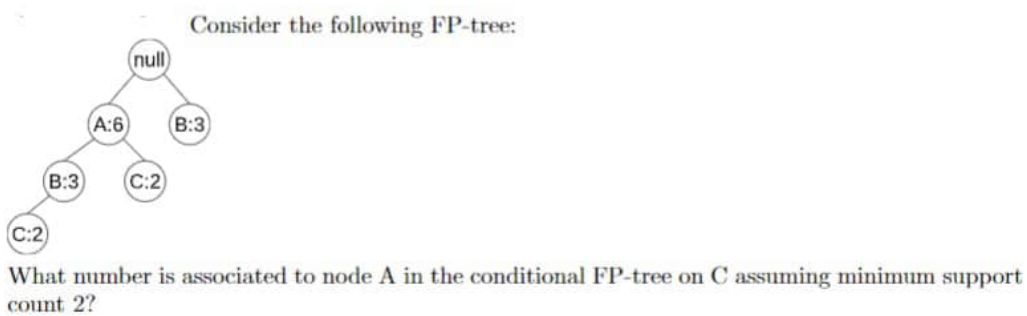 Consider the following FP-tree:
null
A:6
B:3
B:3
C:2
C:2
What number is associated to node A in the conditional FP-tree on C assuming minimum support
count 2?